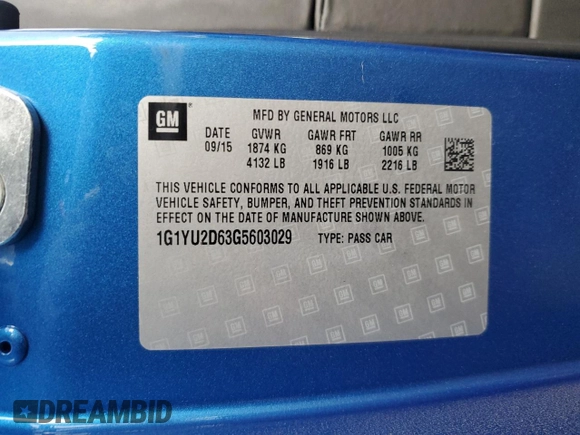 GM
MFD BY GENERAL MOTORS LLC
DATE GVWR GAWR FRT GAWR RR
09/15 1874 KG 869 KG 1005 KG
4132 LB 1916 LB 2216 LB
THIS VEHICLE CONFORMS TO ALL APPLICABLE U.S. FEDERAL MOTOR
VEHICLE SAFETY, BUMPER, AND THEFT PREVENTION STANDARDS IN
EFFECT ON THE DATE OF MANUFACTURE SHOWN ABOVE.
1G1YU2D63G5603029 TYPE: PASS CAR
DREAMBID